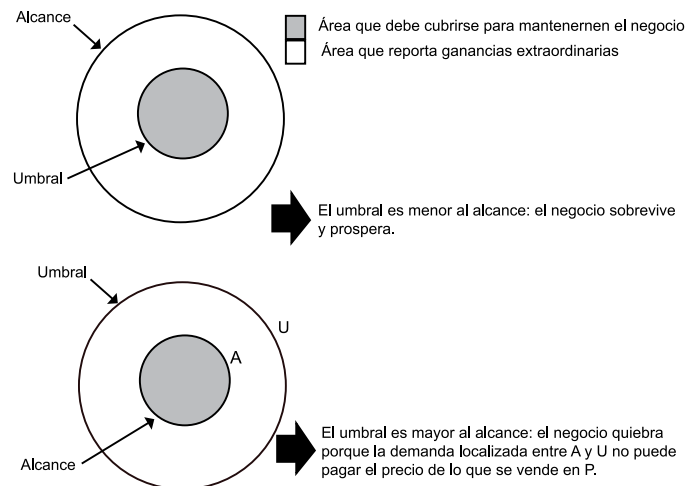 Alcance
Área que debe cubrirse para mantenernen el negocio
Área que reporta ganancias extraordinarias
Umbral
El umbral es menor al alcance: el negocio sobrevive
y prospera.
Umbral
U
A
El umbral es mayor al alcance: el negocio quiebra
porque la demanda localizada entre A y U no puede
pagar el precio de lo que se vende en P.
Alcance